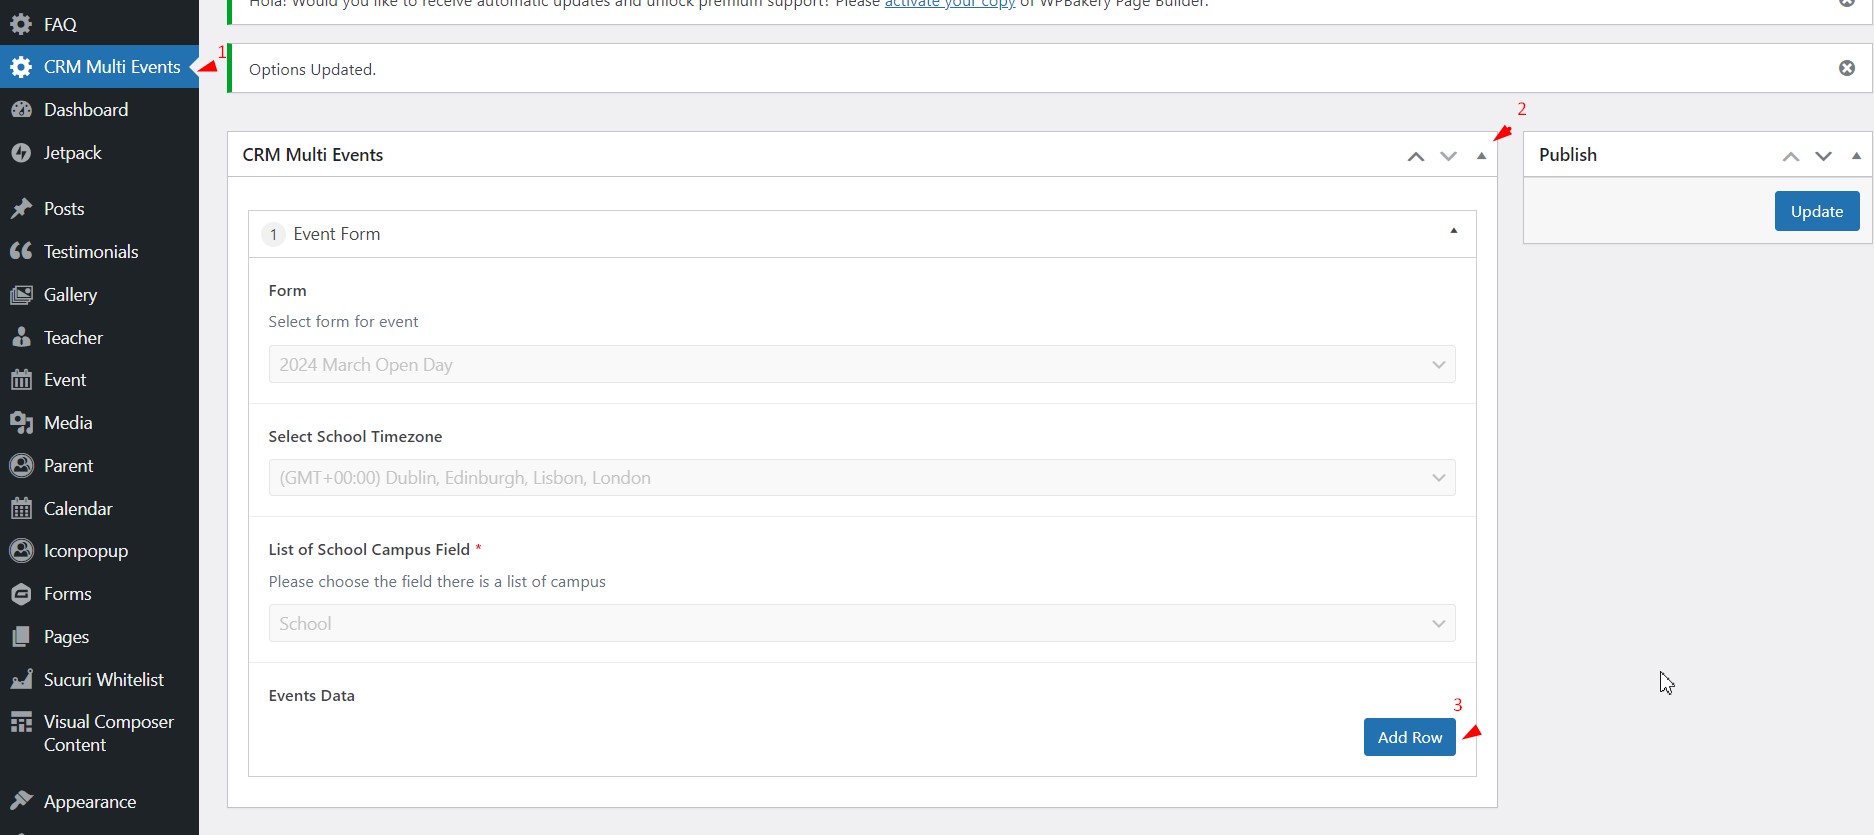 FAQ
CRM Multi Events
Dashboard
Jetpack
Posts
Testimonials
Gallery
Teacher
Event
Media
Parent
Calendar
Iconpopup
Forms
Pages
Sucuri Whitelist
Visual Composer
Content
Appearance
1
Hola! Would you like to receive automatic updates and unlock premium support? Please activate your copy of WPBakery Page Builder.
Options Updated.
2
CRM Multi Events
1 Event Form
Form
Select form for event
2024 March Open Day
Select School Timezone
(GMT+00:00) Dublin, Edinburgh, Lisbon, London
List of School Campus Field *
Please choose the field there is a list of campus
School
Events Data
3
Add Row
Publish
Update